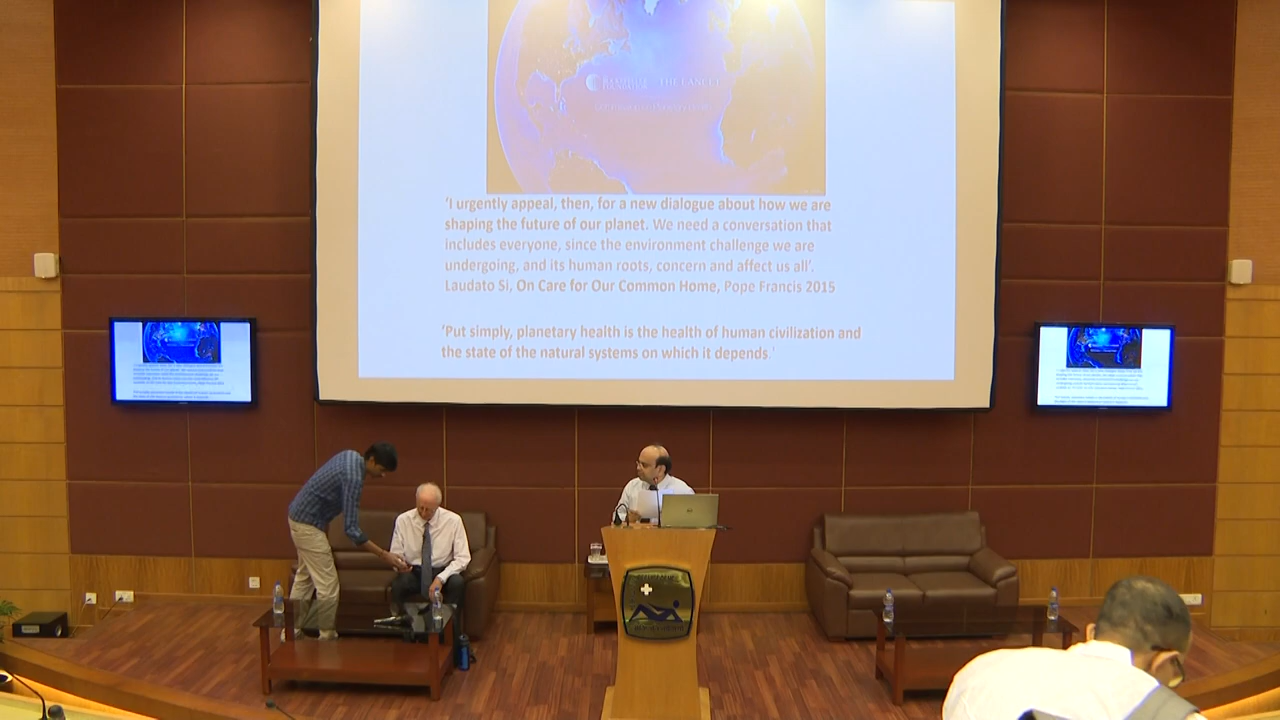 THE LANCET
'I urgently appeal, then, for a new dialogue about how we are
shaping the future of our planet. We need a conversation that
includes everyone, since the environment challenge we are
undergoing, and its human roots, concern and affect us all'.
Laudato Si, On Care for Our Common Home, Pope Francis 2015
'Put simply, planetary health is the health of human civilization and
the state of the natural systems on which it depends.'